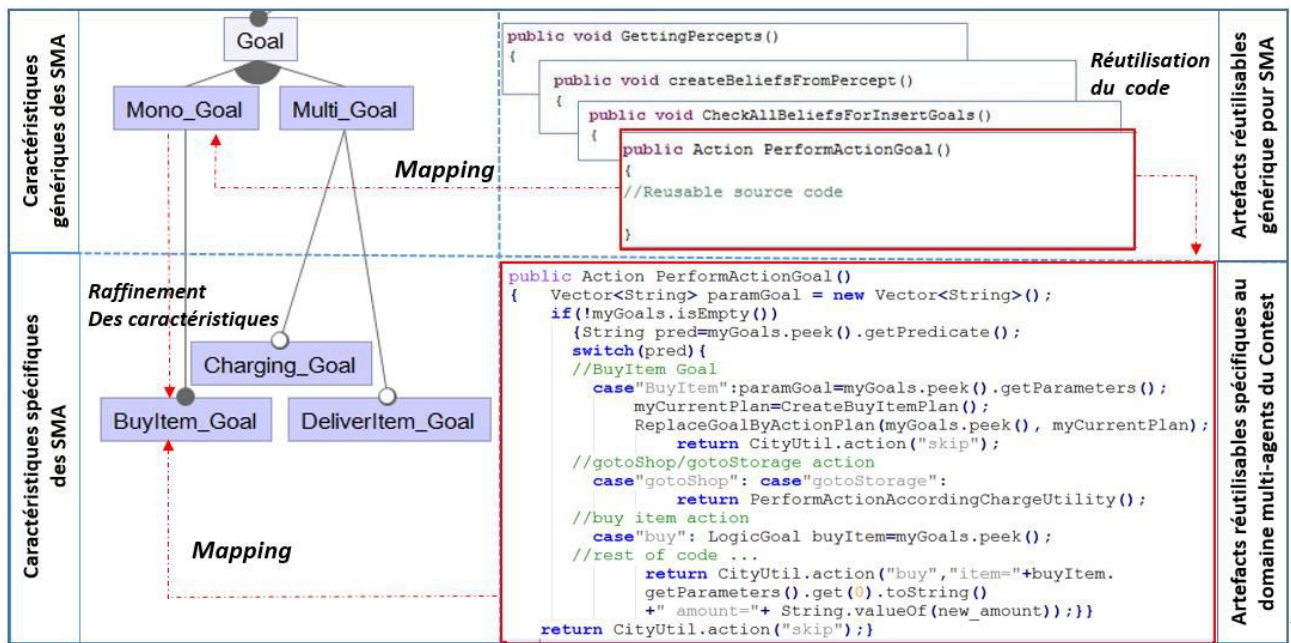 Caractéristiques
génériques des SMA
Goal
Mono_Goal
Multi_Goal
public void GettingPercepts()
{
public void createBeliefsFromPercept()
{
public void CheckAllBeliefsForInsertGoals()
{
public Action PerformActionGoal()
{
//Reusable source code
}
Réutilisation
du code
Mapping
Artefacts réutilisables
générique pour SMA
Caractéristiques spécifiques
des SMA
Raffinement
Des caractéristiques
Charging_Goal
BuyItem_Goal
DeliverItem_Goal
Mapping
public Action PerformActionGoal()
{ Vector<String> paramGoal = new Vector<String>();
if(!myGoals.isEmpty())
{String pred=myGoals.peek().getPredicate();
switch(pred){
//BuyItem Goal
case"BuyItem":paramGoal=myGoals.peek().getParameters();
myCurrentPlan=CreateBuyItemPlan();
ReplaceGoalByActionPlan(myGoals.peek(), myCurrentPlan);
return CityUtil.action("skip");
//gotoShop/gotoStorage action
case"gotoShop": case"gotoStorage":
return PerformActionAccordingChargeUtility();
//buy item action
case"buy": LogicGoal buyItem=myGoals.peek();
//rest of code ...
return CityUtil.action("buy","item="+buyItem.
getParameters().get(0).toString()
+" amount="+ String.valueOf(new_amount));}}
return CityUtil.action("skip");}
Artefacts réutilisables spécifiques au
domaine multi-agents du Contest